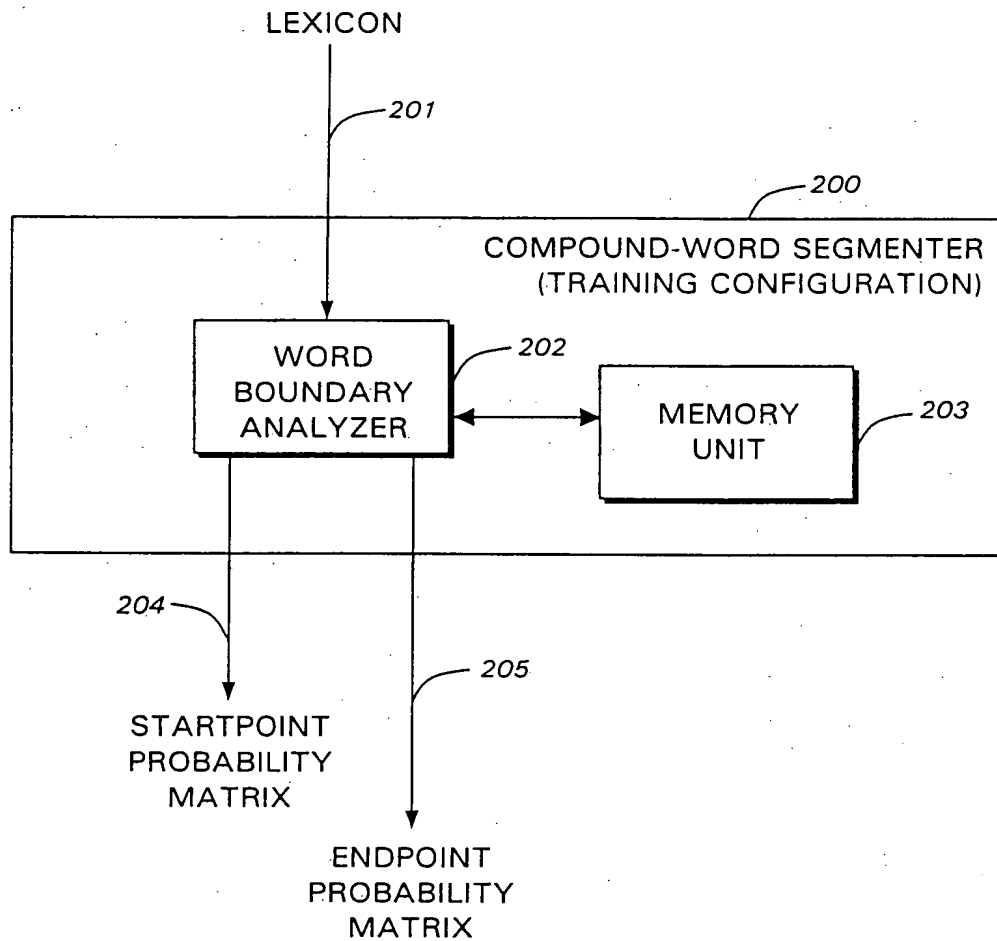 LEXICON
201
200
COMPOUND-WORD SEGMENTER
(TRAINING CONFIGURATION)
WORD
BOUNDARY
ANALYZER
202
MEMORY
UNIT
203
204
205
STARTPOINT
PROBABILITY
MATRIX
ENDPOINT
PROBABILITY
MATRIX